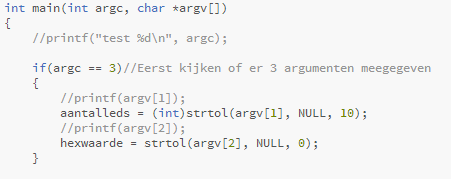 int main(int argc, char *argv[])
{
//printf("test %d\n", argc);
if(argc == 3)//Eerst kijken of er 3 argumenten meegegeven
{
//printf(argv[1]);
aantalleds = (int)strtol(argv[1], NULL, 10);
//printf(argv[2]);
hexwaarde = strtol(argv[2], NULL, 0);
}